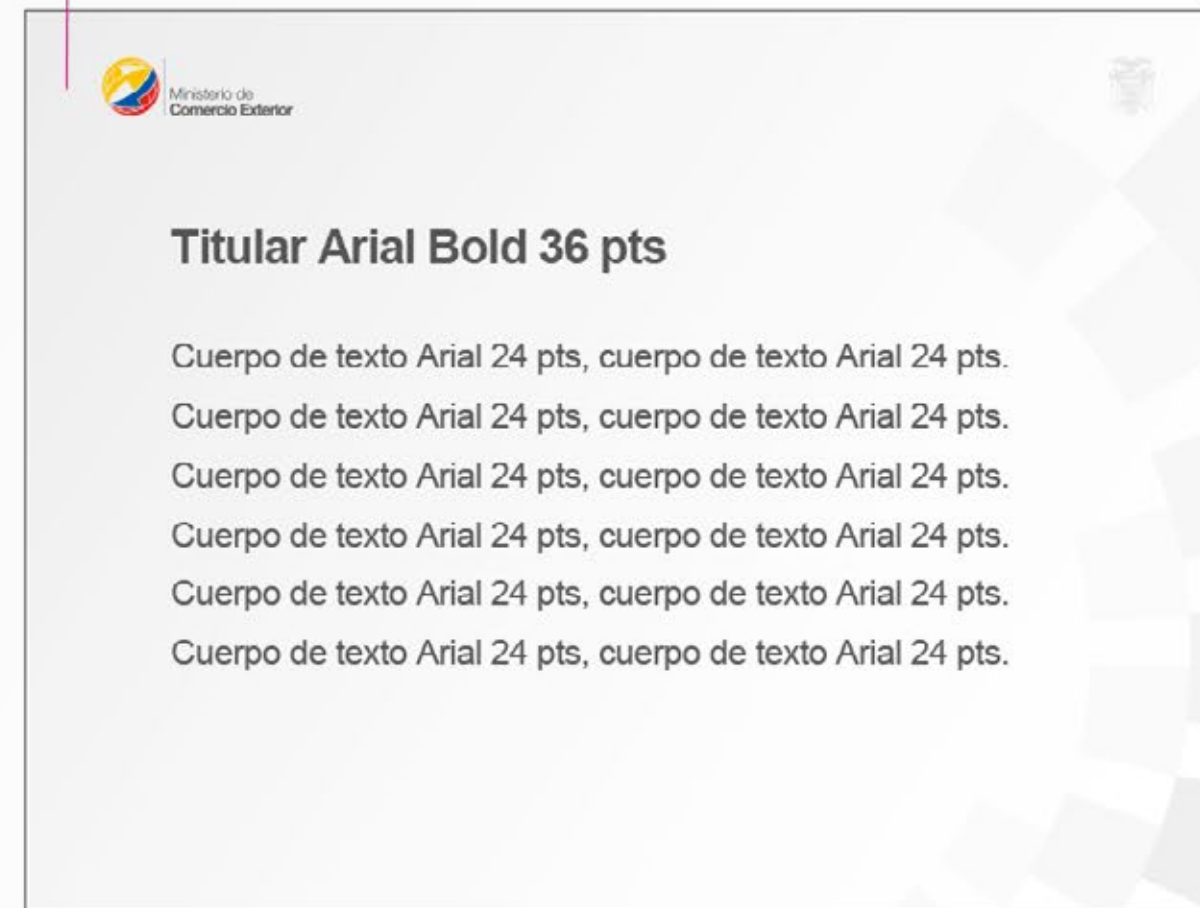 Ministerio de
Comercio Exterior
Titular Arial Bold 36 pts
Cuerpo de texto Arial 24 pts, cuerpo de texto Arial 24 pts.
Cuerpo de texto Arial 24 pts, cuerpo de texto Arial 24 pts.
Cuerpo de texto Arial 24 pts, cuerpo de texto Arial 24 pts.
Cuerpo de texto Arial 24 pts, cuerpo de texto Arial 24 pts.
Cuerpo de texto Arial 24 pts, cuerpo de texto Arial 24 pts.
Cuerpo de texto Arial 24 pts, cuerpo de texto Arial 24 pts.